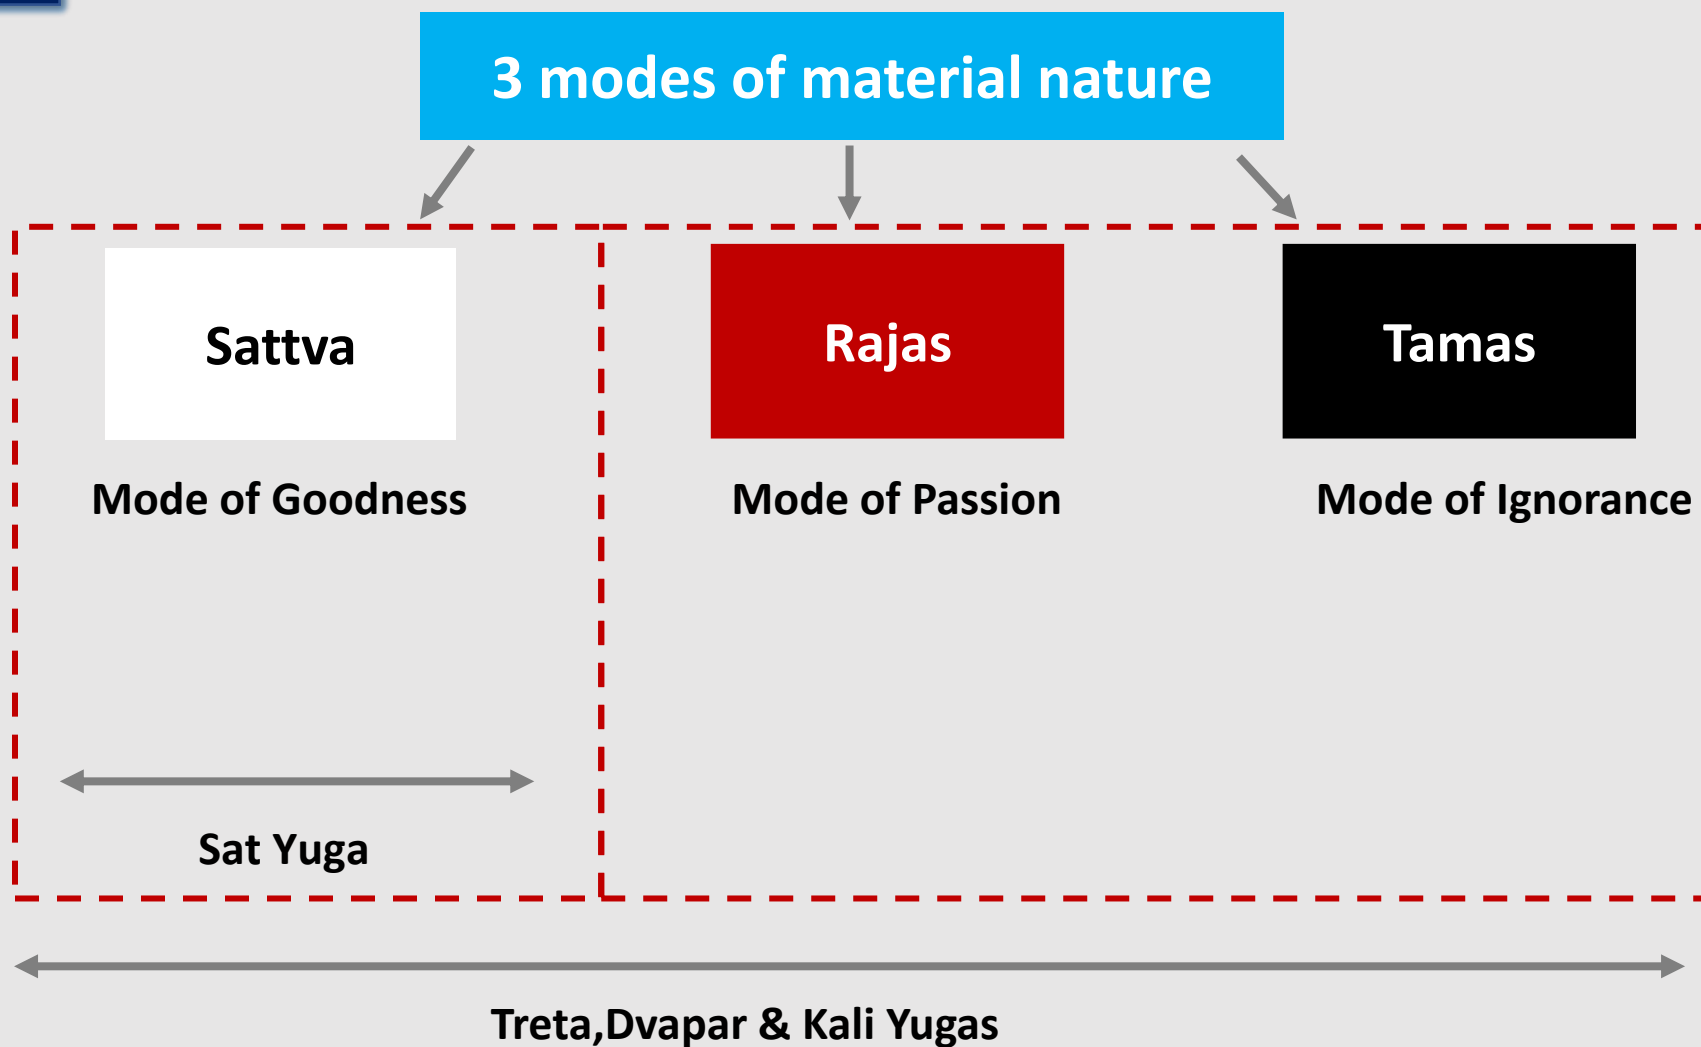 3 modes of material nature
Sattva
Rajas
Tamas
Mode of Goodness
Mode of Passion
Mode of Ignorance
Sat Yuga
Treta,Dvapar & Kali Yugas